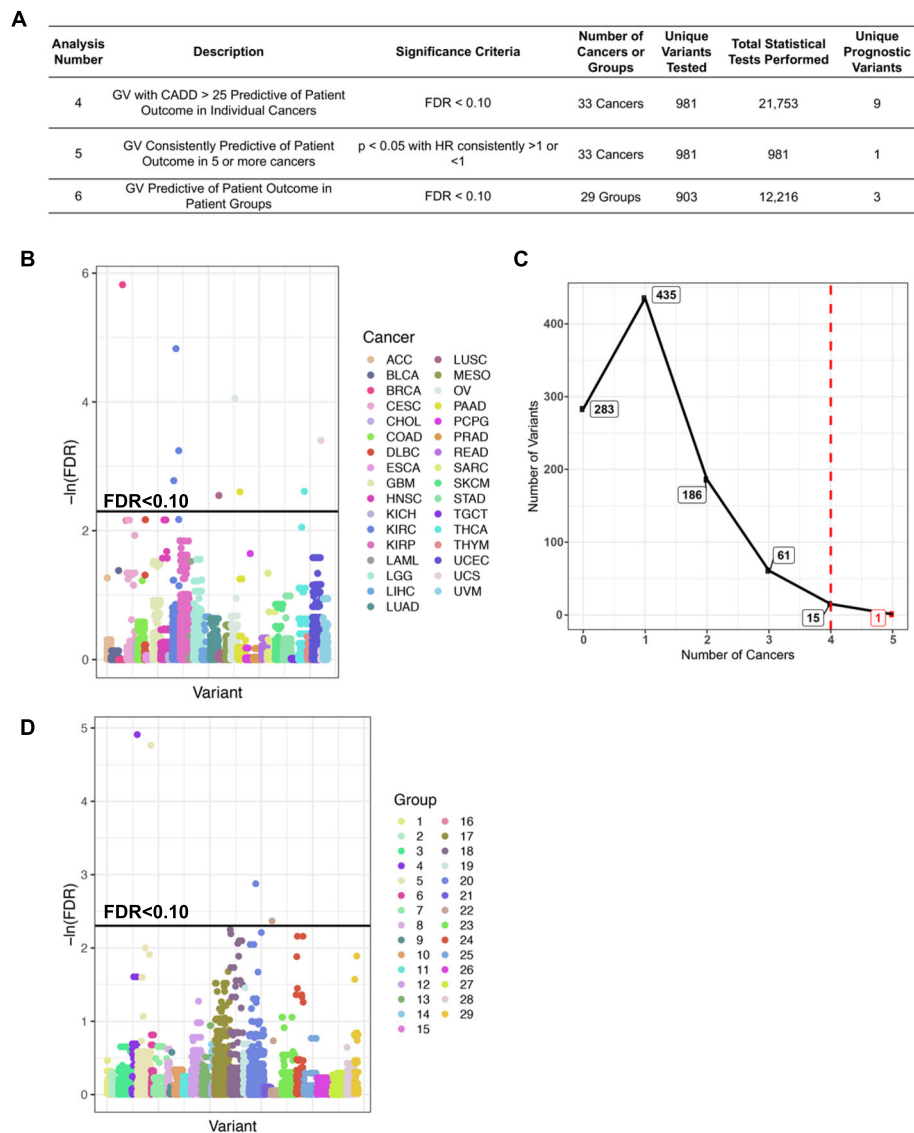 A
Analysis Number
Description
Significance Criteria
Number of Cancers or Groups
Unique Variants Tested
Total Statistical Tests Performed
Unique Prognostic Variants
4
GV with CADD > 25 Predictive of Patient
Outcome in Individual Cancers
FDR < 0.10
33 Cancers
981
21,753
9
5
GV Consistently Predictive of Patient
Outcome in 5 or more cancers
p < 0.05 with HR consistently >1 or
<1
33 Cancers
981
981
1
6
GV Predictive of Patient Outcome in
Patient Groups
FDR < 0.10
29 Groups
903
12,216
3
B
6
4
2
0
−ln(FDR)
FDR<0.10
Variant
Cancer
ACC
BLCA
BRCA
CESC
CHOL
COAD
DLBC
ESCA
GBM
HNSC
KICH
KIRC
KIRP
LAML
LGG
LIHC
LUAD
LUSC
MESO
OV
PAAD
PCPG
PRAD
READ
SARC
SKCM
STAD
TGCT
THCA
THYM
UCEC
UCS
UVM
C
Number of Variants
400
300
200
100
0
283
435
186
61
15
1
0 1 2 3 4 5
Number of Cancers
D
5
4
3
2
1
0
−ln(FDR)
FDR<0.10
Variant
Group
1
2
3
4
5
6
7
8
9
10
11
12
13
14
15
16
17
18
19
20
21
22
23
24
25
26
27
28
29